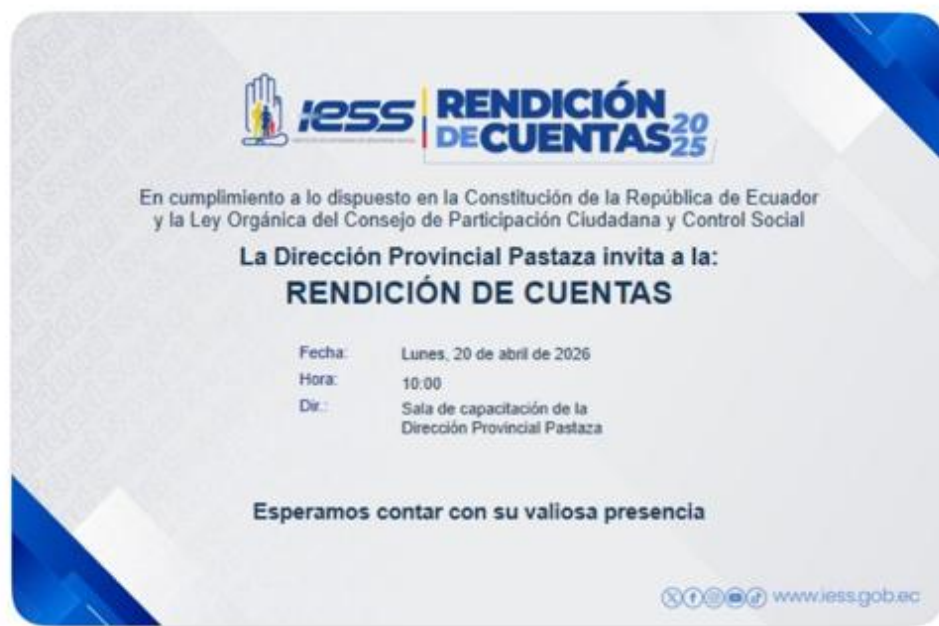 IESS
RENDICIÓN
DE CUENTAS 2025
En cumplimiento a lo dispuesto en la Constitución de la República de Ecuador
y la Ley Orgánica del Consejo de Participación Ciudadana y Control Social
La Dirección Provincial Pastaza invita a la:
RENDICIÓN DE CUENTAS
Fecha: Lunes, 20 de abril de 2026
Hora: 10:00
Dir.: Sala de capacitación de la
Dirección Provincial Pastaza
Esperamos contar con su valiosa presencia
www.iess.gob.ec